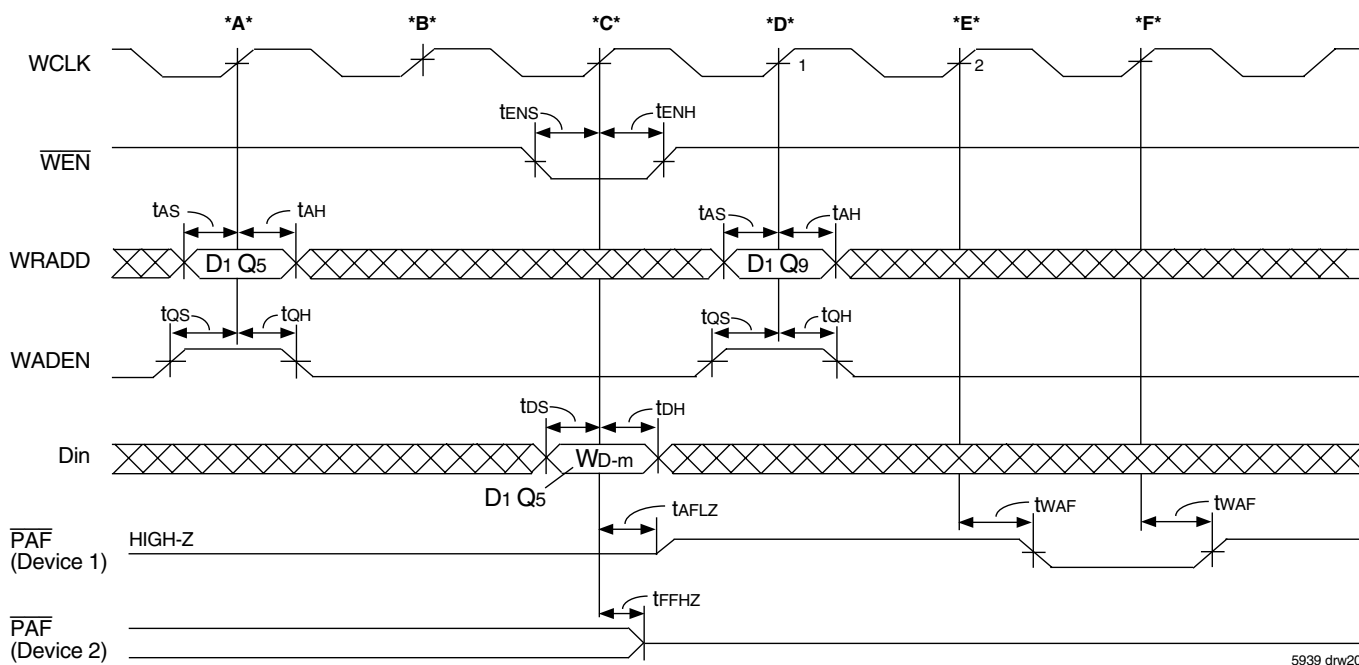 *A* *B* *C* *D* *E* *F*
WCLK 1 2
tENS tENH
WEN
tAS tAH tAS tAH
WRADD D1 Q5 D1 Q9
tQS tQH tQS tQH
WADEN
tDS tDH
Din WD-m
D1 Q5
tAFLZ tWAF tWAF
PAF HIGH-Z
(Device 1)
tFFHZ
PAF
(Device 2)
5939 drw20